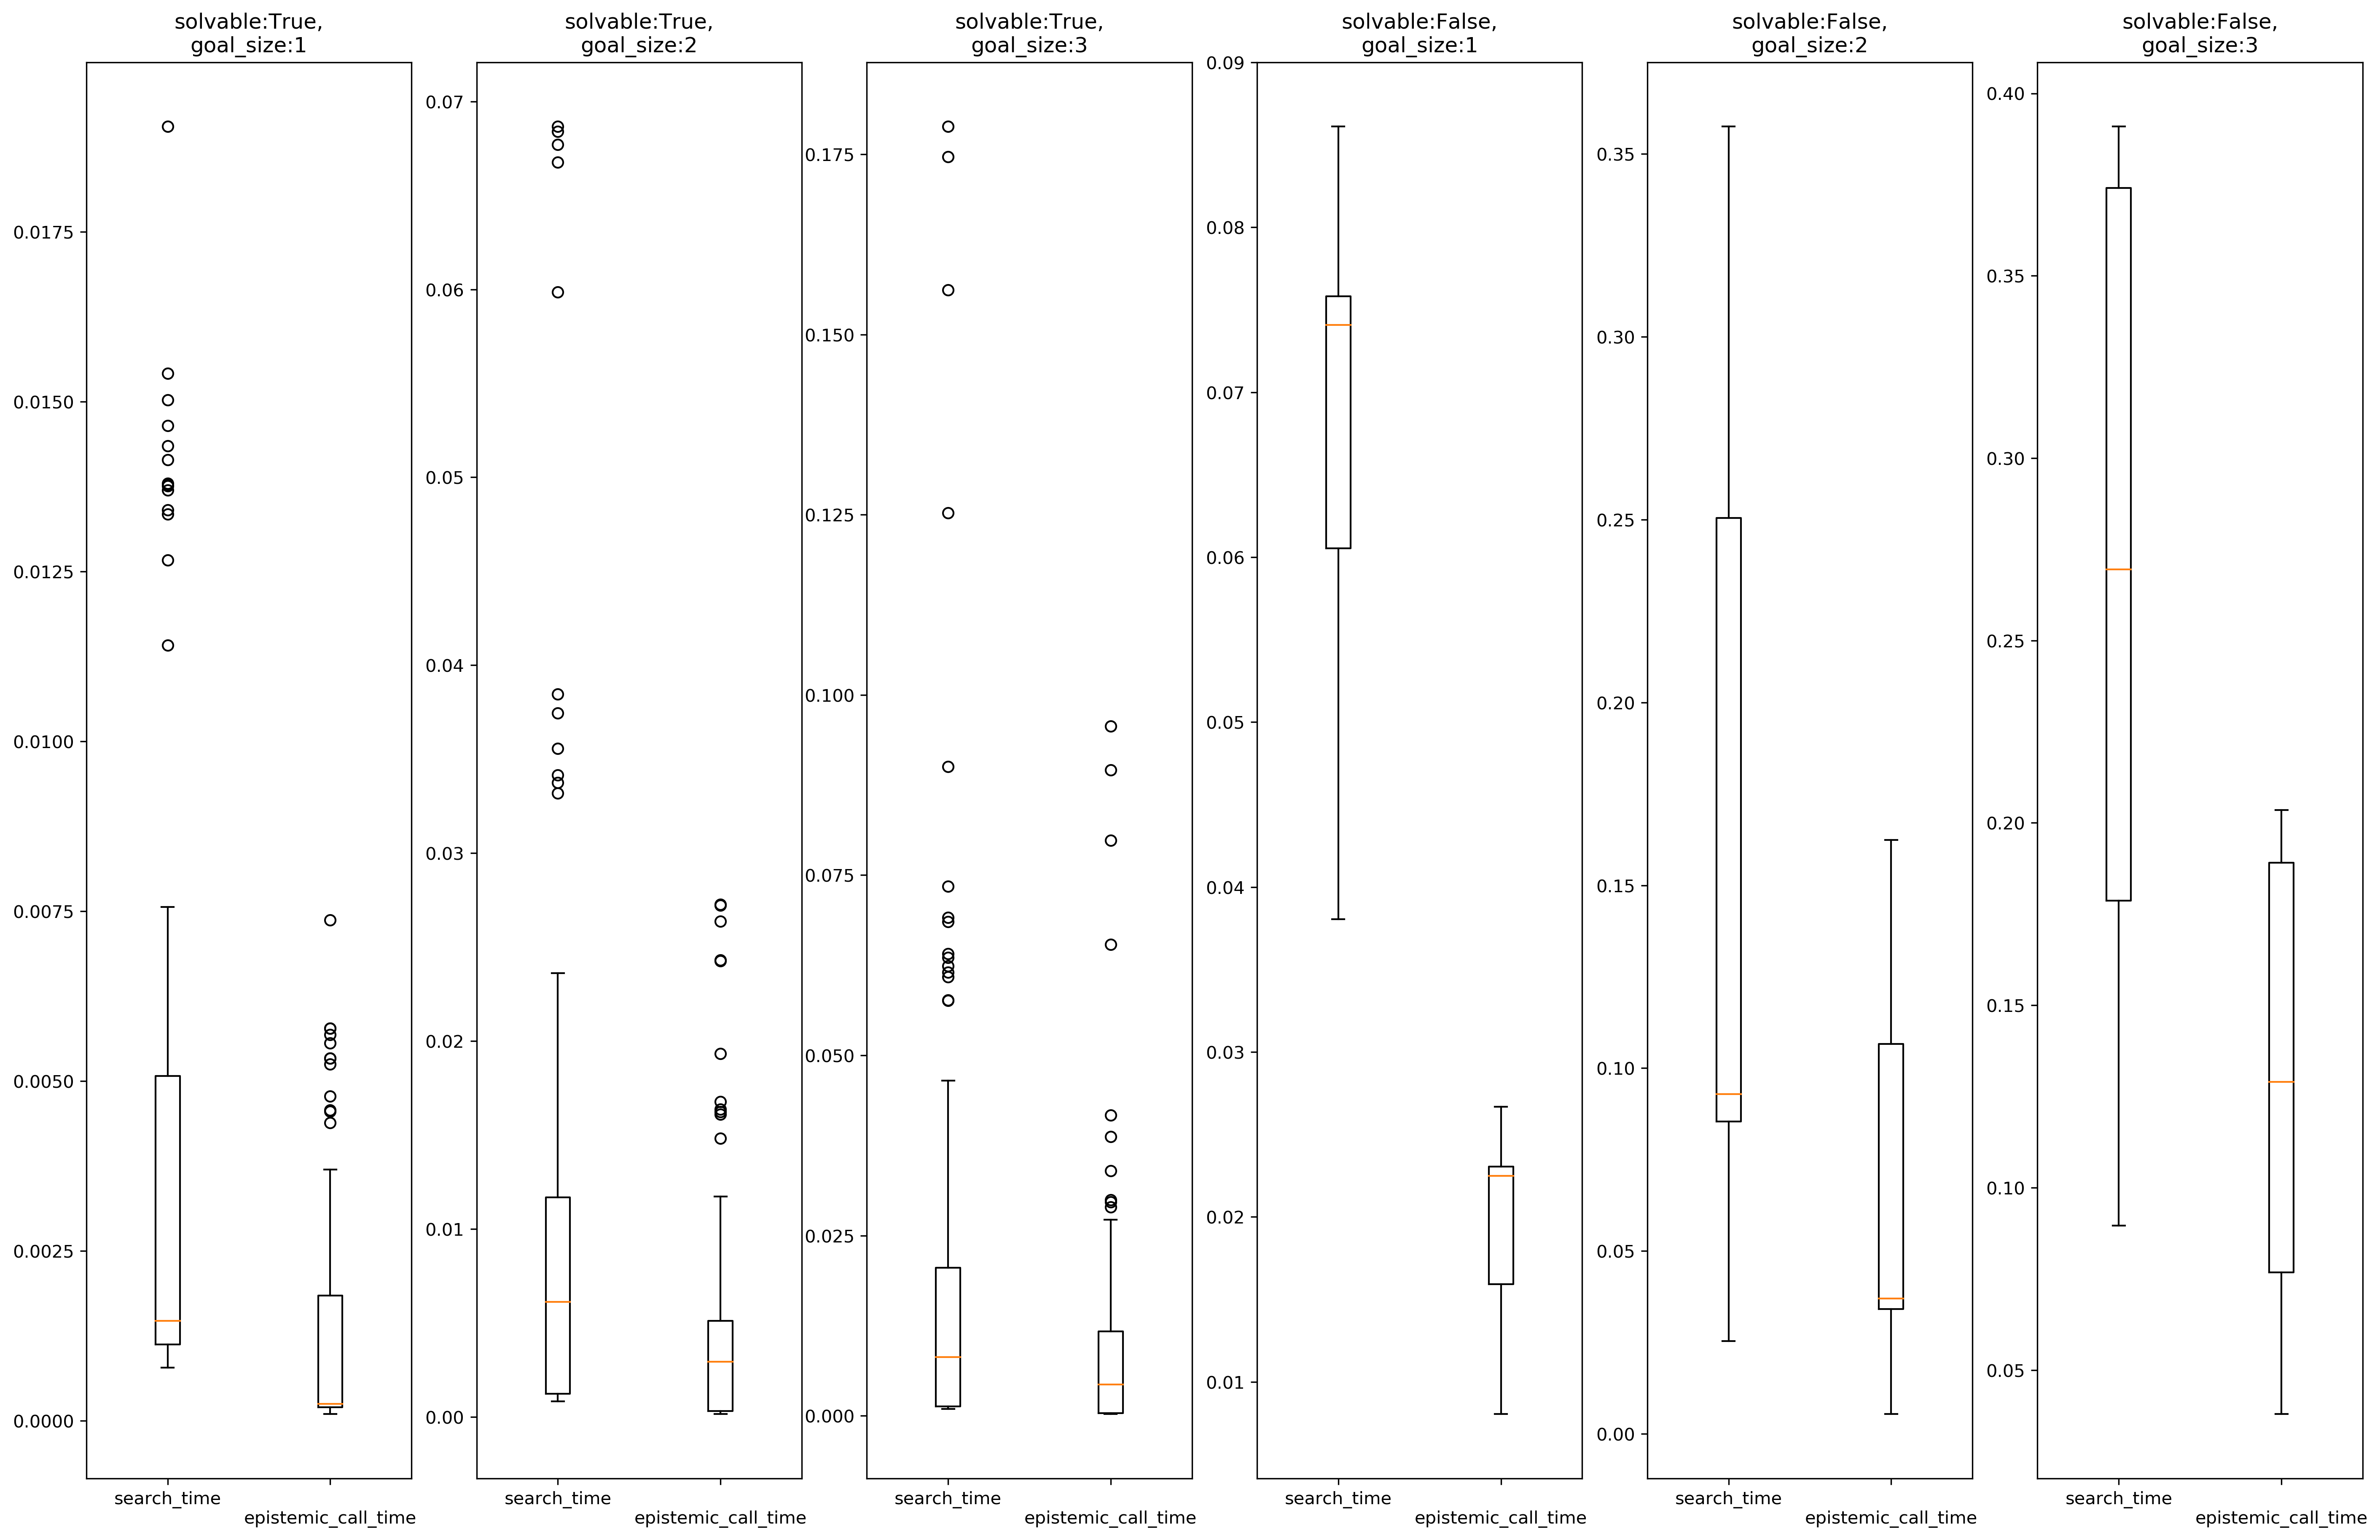 solvable:True,
goal_size:1
0.0175
0.0150
0.0125
0.0100
0.0075
0.0050
0.0025
0.0000
search_time
epistemic_call_time
solvable:True,
goal_size:2
0.07
0.06
0.05
0.04
0.03
0.02
0.01
0.00
search_time
epistemic_call_time
solvable:True,
goal_size:3
0.175
0.150
0.125
0.100
0.075
0.050
0.025
0.000
search_time
epistemic_call_time
solvable:False,
goal_size:1
0.09
0.08
0.07
0.06
0.05
0.04
0.03
0.02
0.01
search_time
epistemic_call_time
solvable:False,
goal_size:2
0.35
0.30
0.25
0.20
0.15
0.10
0.05
0.00
search_time
epistemic_call_time
solvable:False,
goal_size:3
0.40
0.35
0.30
0.25
0.20
0.15
0.10
0.05
search_time
epistemic_call_time